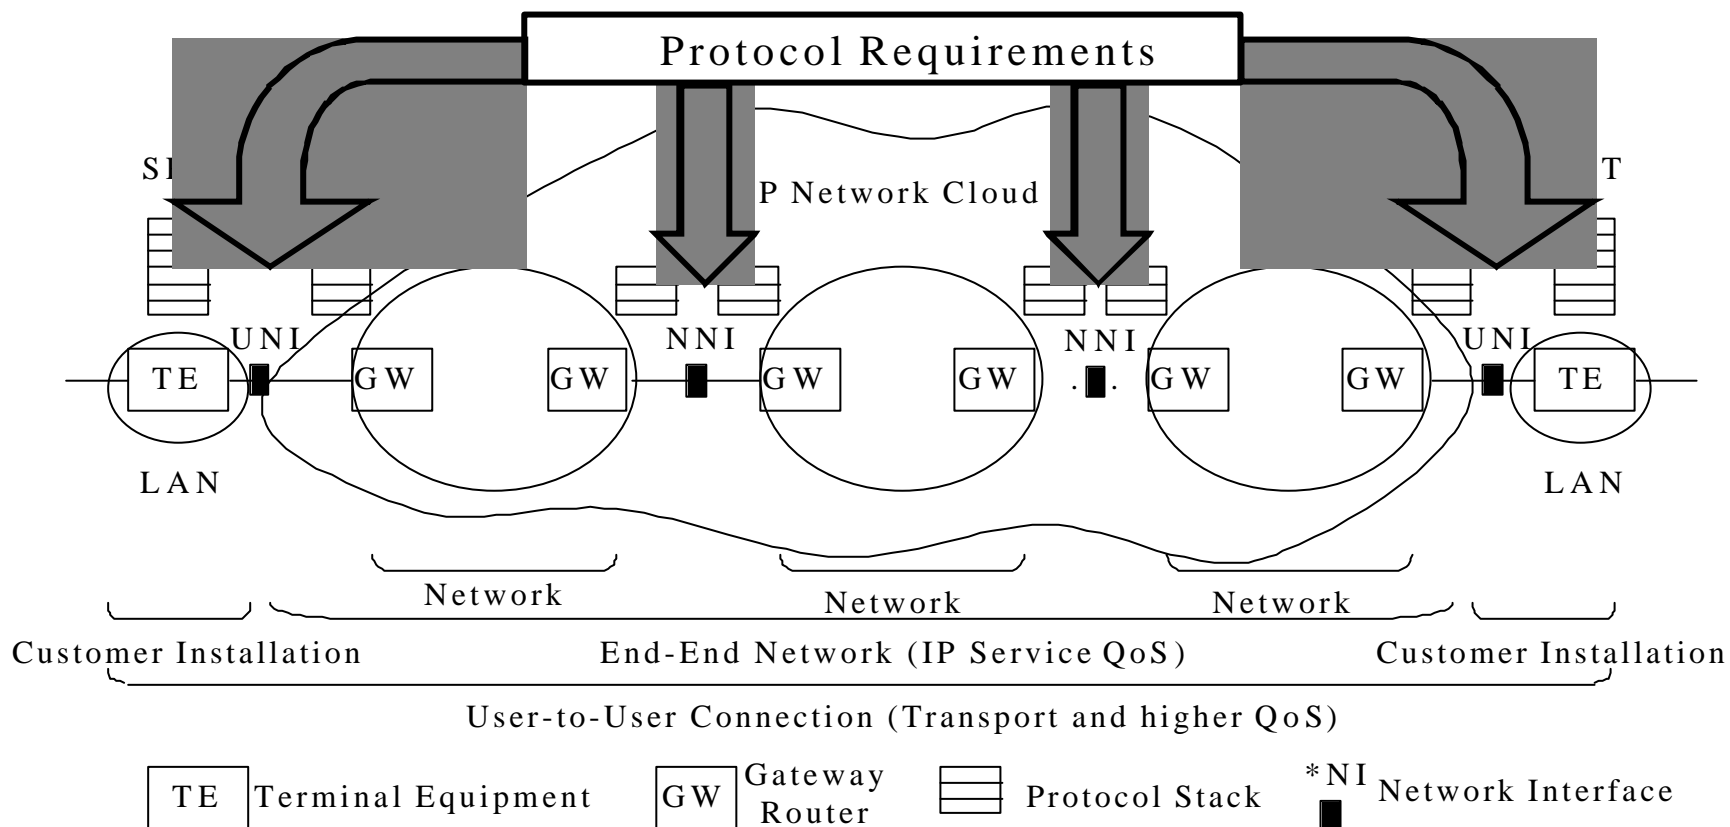 Protocol Requirements
P Network Cloud
UNI
NNI
NNI
UNI
TE
GW
GW
GW
GW
GW
GW
TE
LAN
LAN
Network
Network
Network
Customer Installation
End-End Network (IP Service QoS)
Customer Installation
User-to-User Connection (Transport and higher QoS)
TE
Terminal Equipment
GW
Gateway
Router
Protocol Stack
*NI
Network Interface